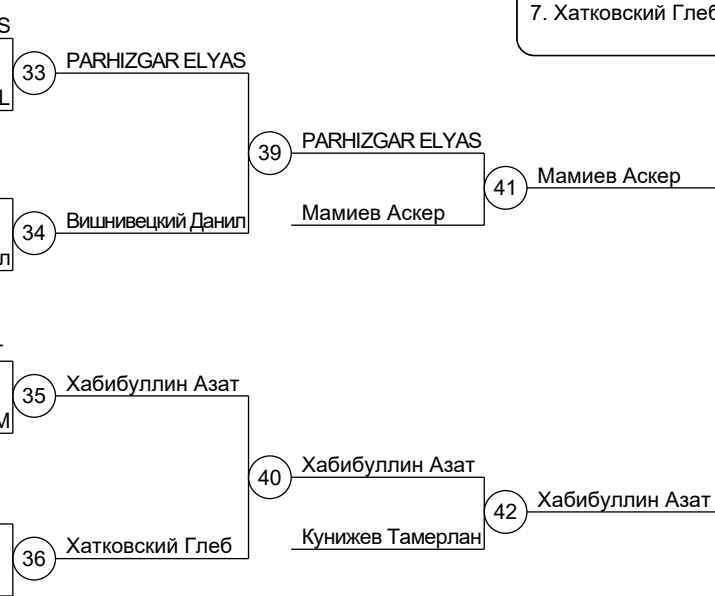 7. Хатковский Глеб
S
33 PARHIZGAR ELYAS
L
39 PARHIZGAR ELYAS
41 Мамиев Аскер
Мамиев Аскер
34 Вишнивецкий Данил
л
35 Хабибуллин Азат
М
40 Хабибуллин Азат
42 Хабибуллин Азат
Кунижев Тамерлан
36 Хатковский Глеб